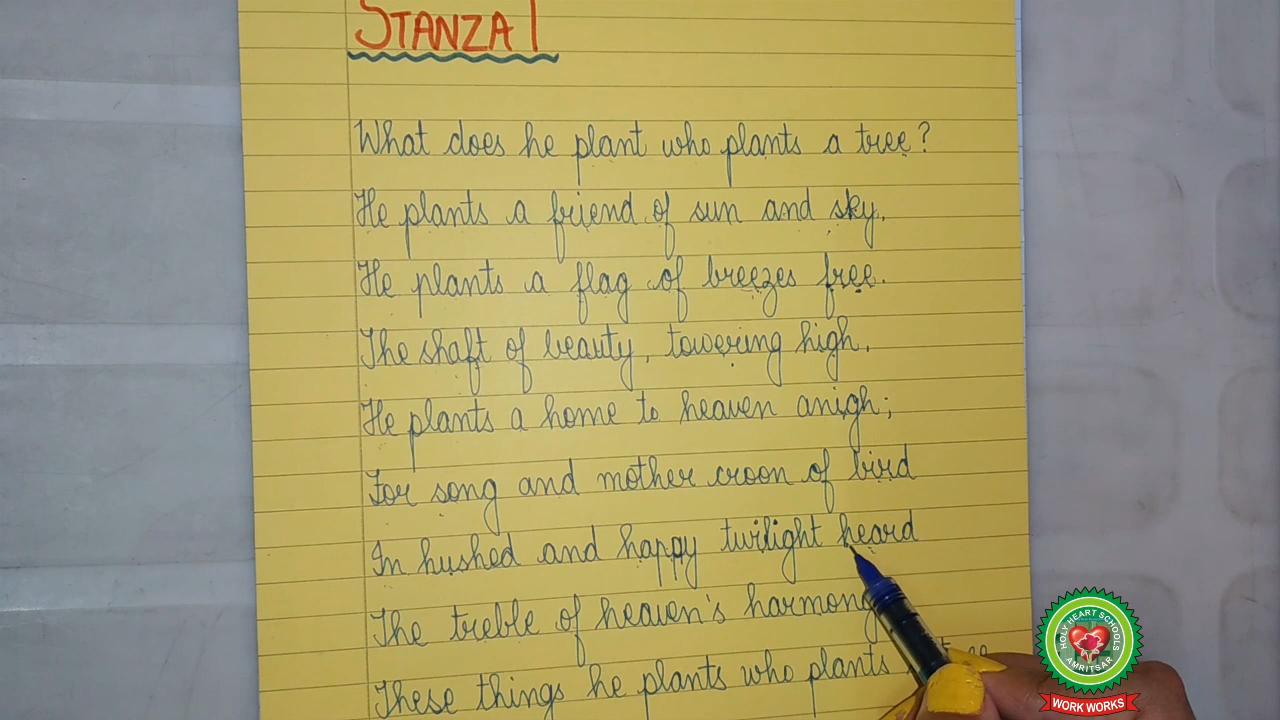 STANZA 1
What does he plant who plants a tree?
He plants a friend of sun and sky.
He plants a flag of breezes free.
The shaft of beauty, towering high.
He plants a home to heaven anigh;
For song and mother croon of bird
In hushed and happy twilight heard
The treble of heaven's harmony
These things he plants who plants
HOLY HEART SCHOOLS
AMRITSAR
WORK WORKS